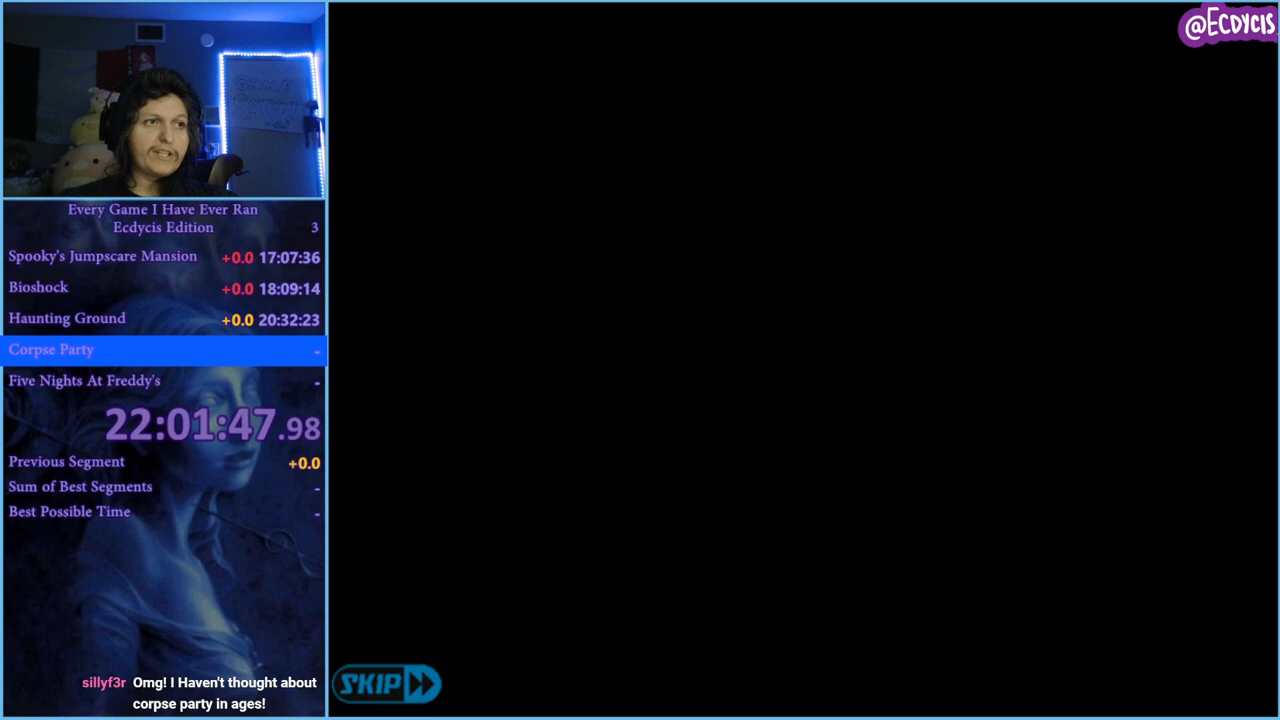 @ECDYCIS
GAME
Every Game I Have Ever Ran
Ecdycis Edition 3
Spooky's Jumpscare Mansion +0.0 17:07:36
Bioshock +0.0 18:09:14
Haunting Ground +0.0 20:32:23
Corpse Party -
Five Nights At Freddy's -
22:01:47.98
Previous Segment +0.0
Sum of Best Segments -
Best Possible Time -
sillyf3r Omg! I Haven't thought about
corpse party in ages!
SKIP